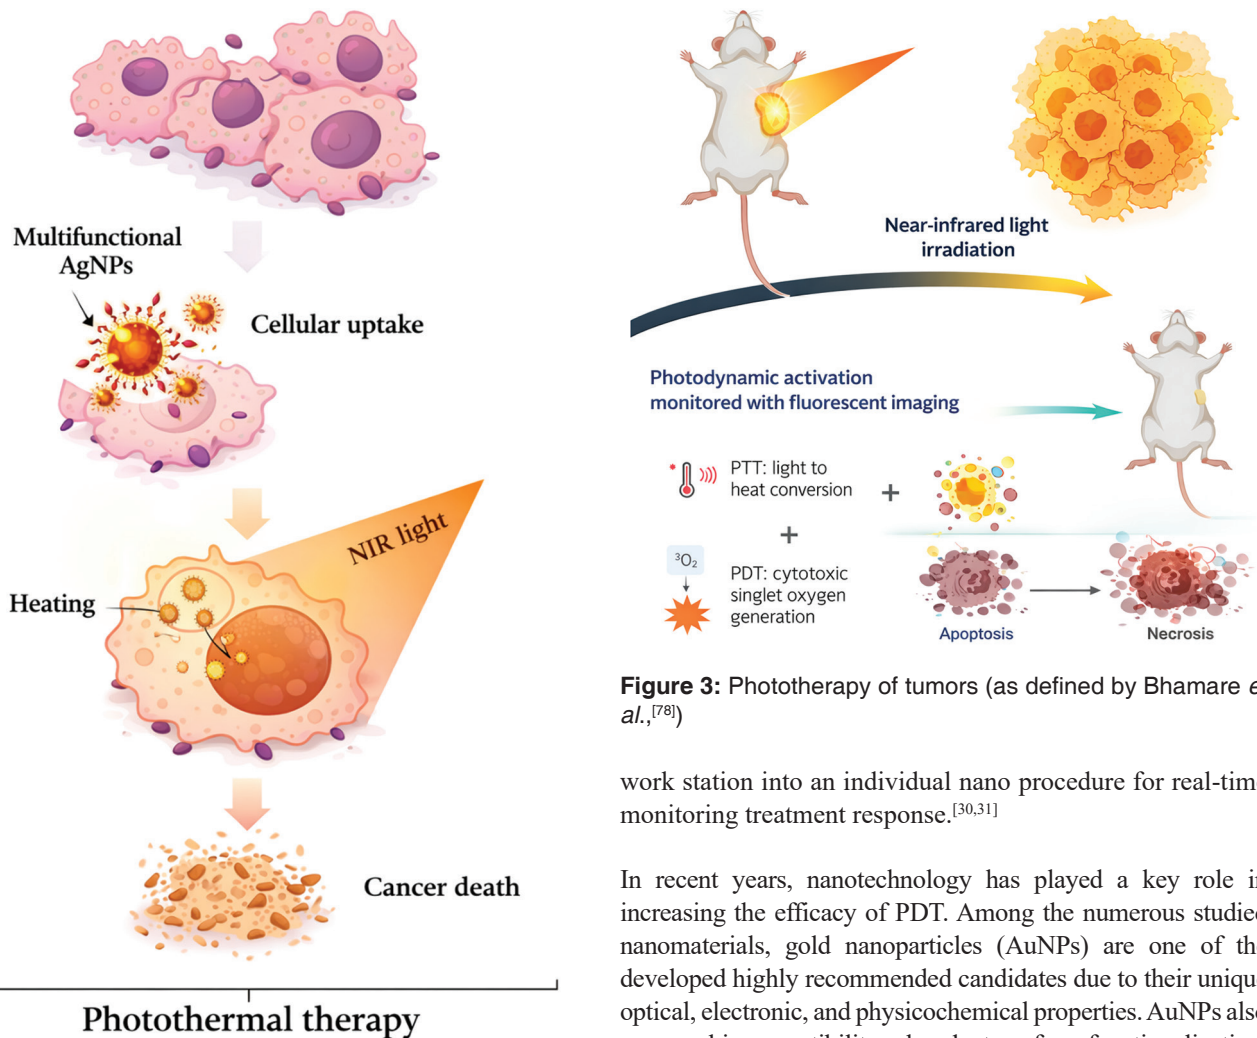 Multifunctional
AgNPs
Cellular uptake
NIR light
Heating
Cancer death
Photothermal therapy
Near-infrared light
irradiation
Photodynamic activation
monitored with fluorescent imaging
PTT: light to
heat conversion
+
+
³O₂
PDT: cytotoxic
singlet oxygen
generation
Apoptosis
Necrosis
Figure 3: Phototherapy of tumors (as defined by Bhamare e
al.,[78])
work station into an individual nano procedure for real-time
monitoring treatment response.[30,31]
In recent years, nanotechnology has played a key role i
increasing the efficacy of PDT. Among the numerous studie
nanomaterials, gold nanoparticles (AuNPs) are one of the
developed highly recommended candidates due to their uniqu
optical, electronic, and physicochemical properties. AuNPs also